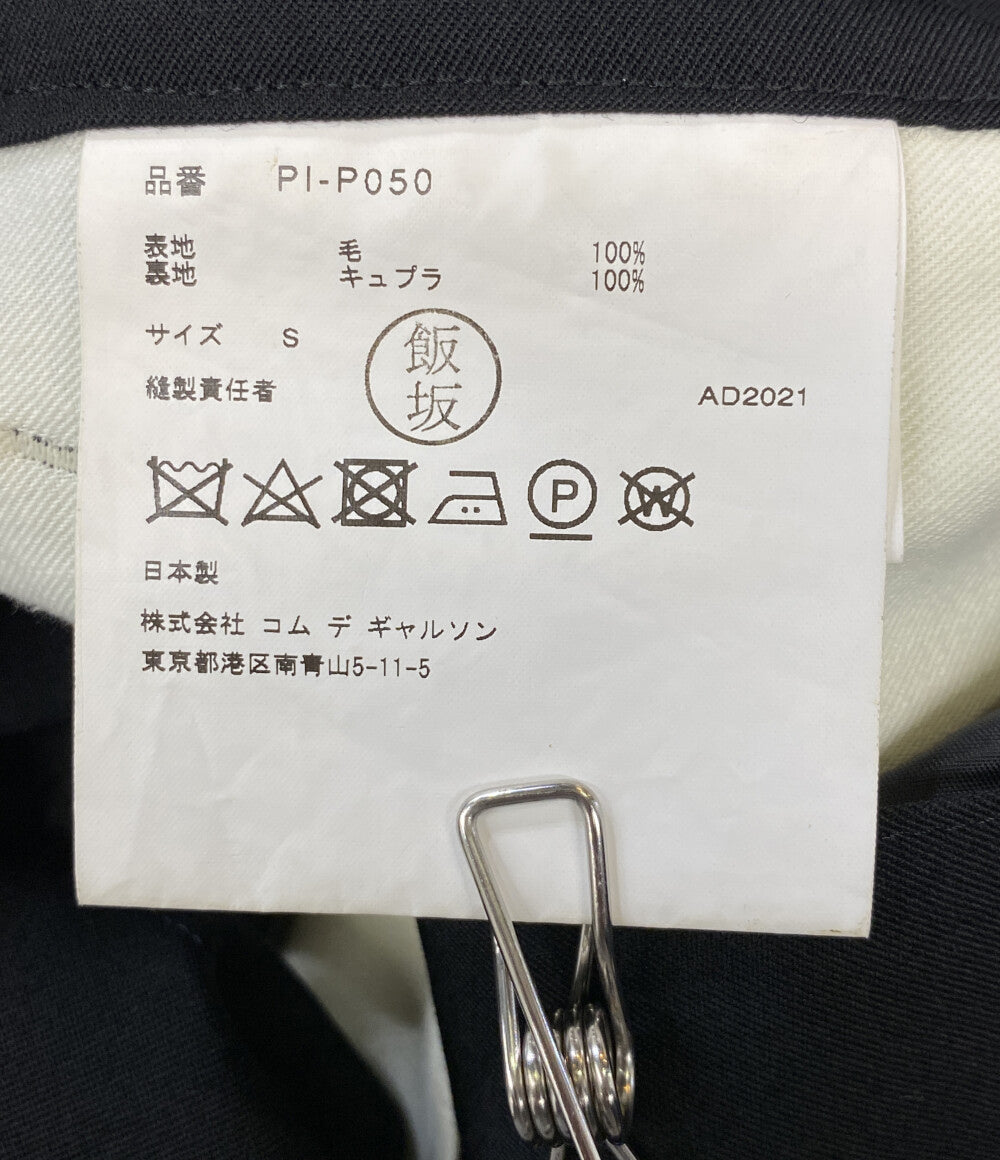 品番 PI-P050
表地 毛 100%
裏地 キュプラ 100%
サイズ S
飯坂
縫製責任者 AD2021
P W
日本製
株式会社 コム デ ギャルソン
東京都港区南青山5-11-5